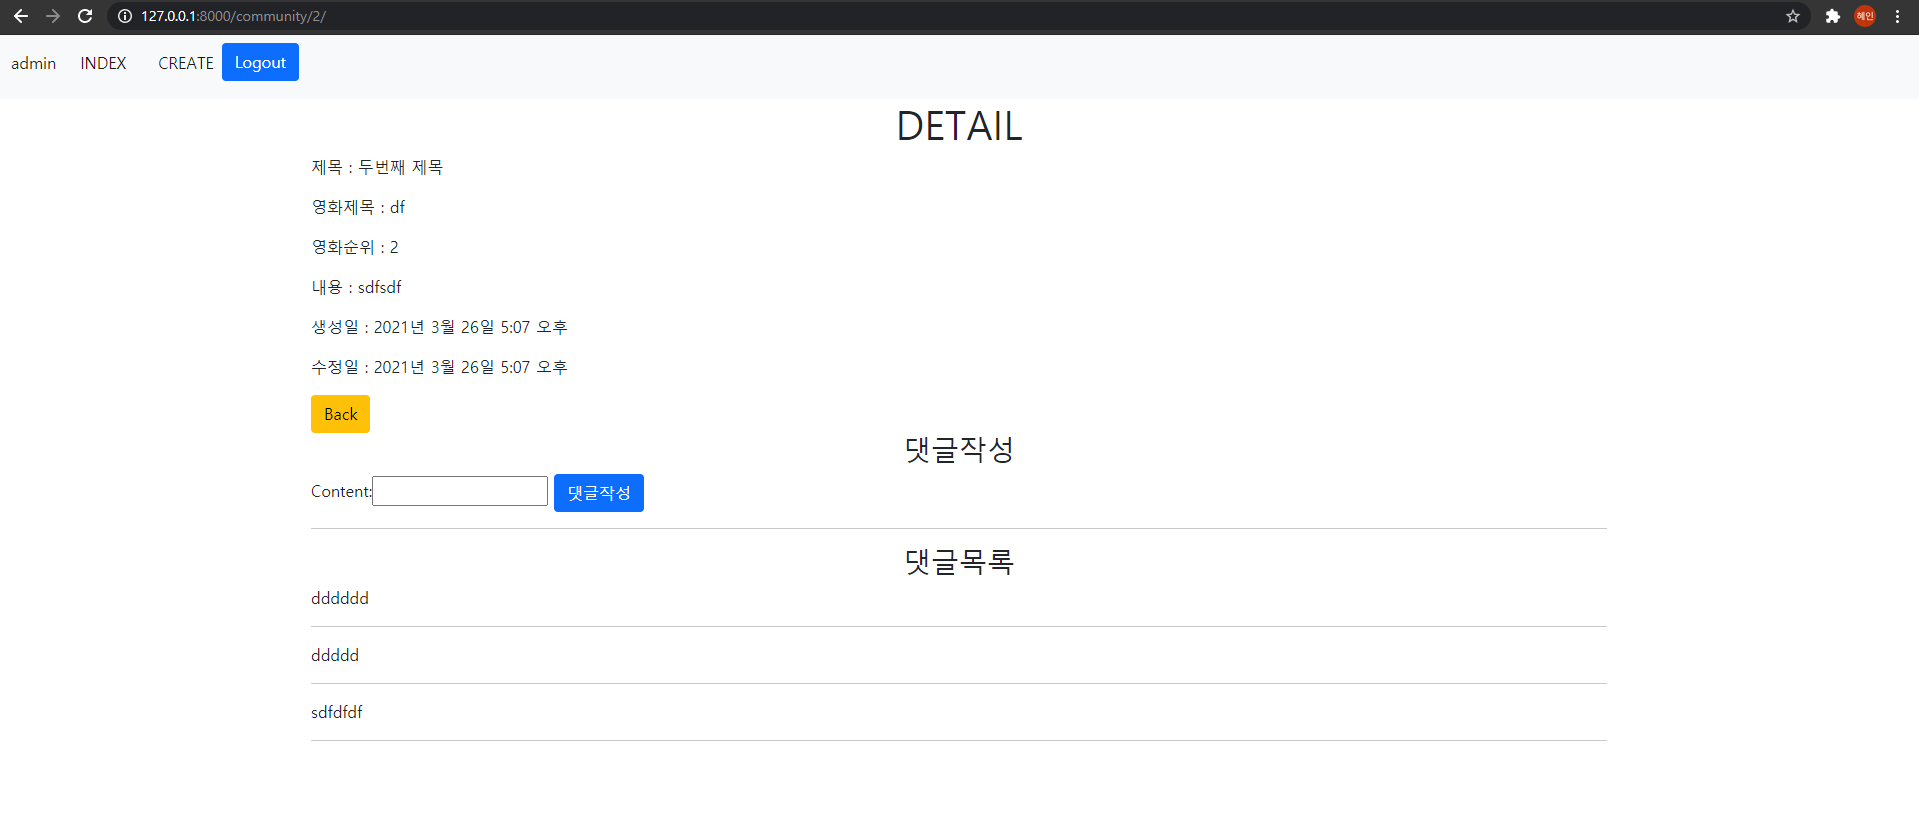 127.0.0.1:8000/community/2/
혜인
admin INDEX CREATE Logout
DETAIL
제목 : 두번째 제목
영화제목 : df
영화순위 : 2
내용 : sdfsdf
생성일 : 2021년 3월 26일 5:07 오후
수정일 : 2021년 3월 26일 5:07 오후
Back
댓글작성
Content: 댓글작성
댓글목록
dddddd
ddddd
sdfdfdf